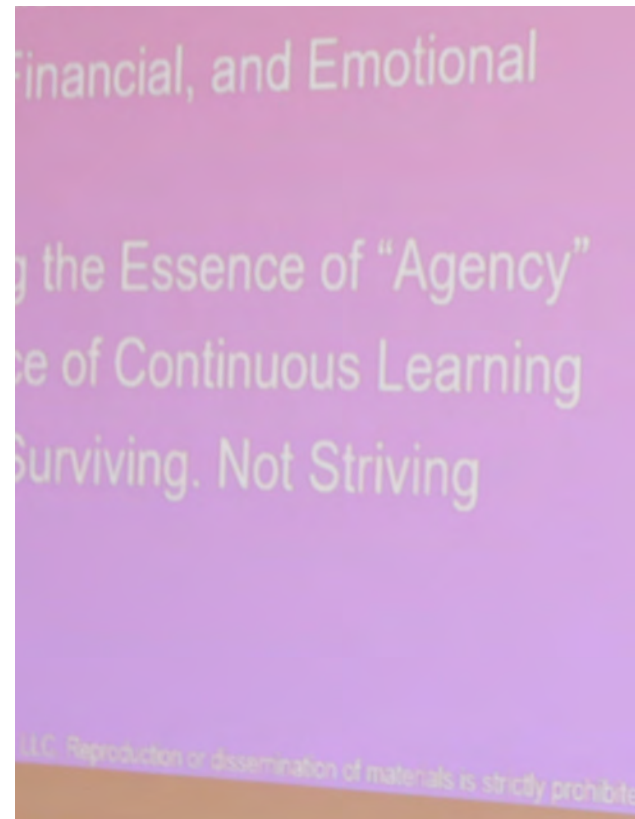 Financial, and Emotional
g the Essence of “Agency”
ce of Continuous Learning
Surviving. Not Striving
LLC. Reproduction or dissemination of materials is strictly prohibite